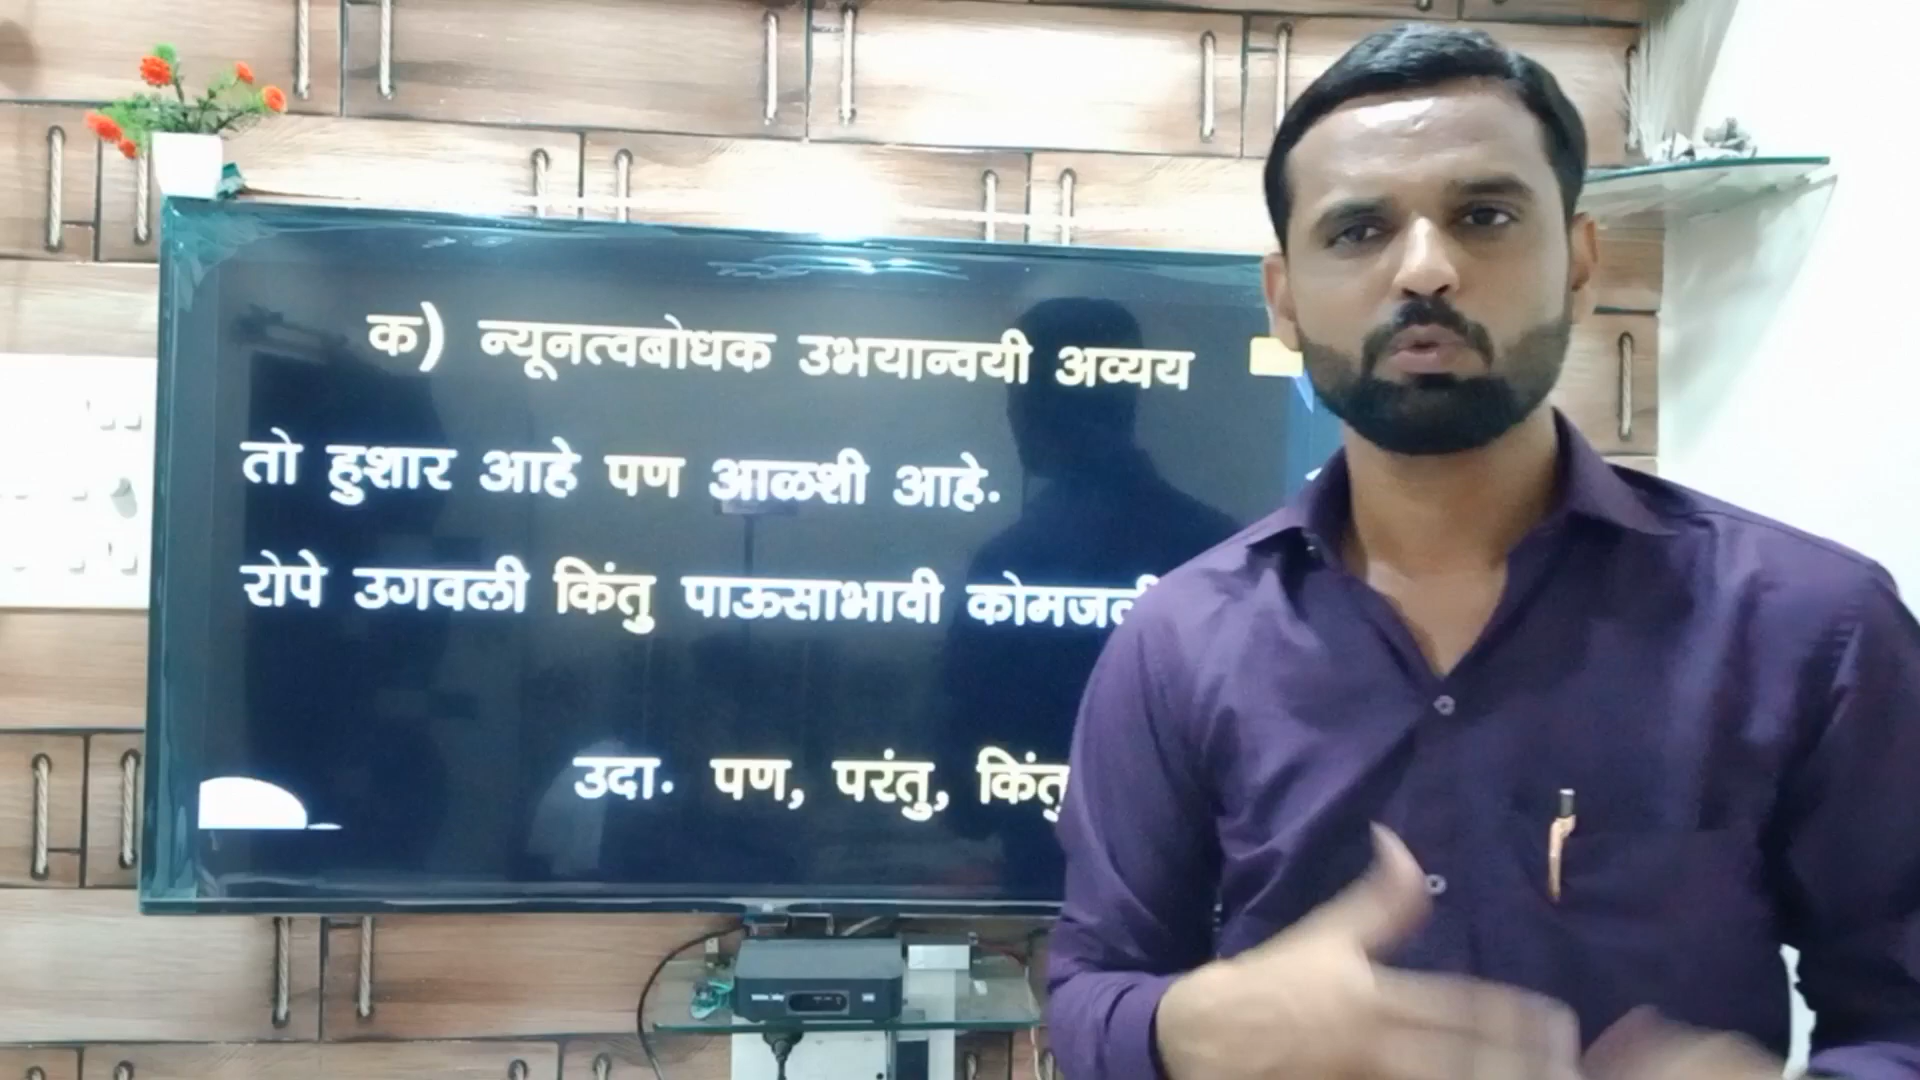 क) न्यूनत्वबोधक उभयान्वयी अव्यय
तो हुशार आहे पण आळशी आहे.
रोपे उगवली किंतु पाऊसाभावी
उदा. पण, परंतु, किंतु